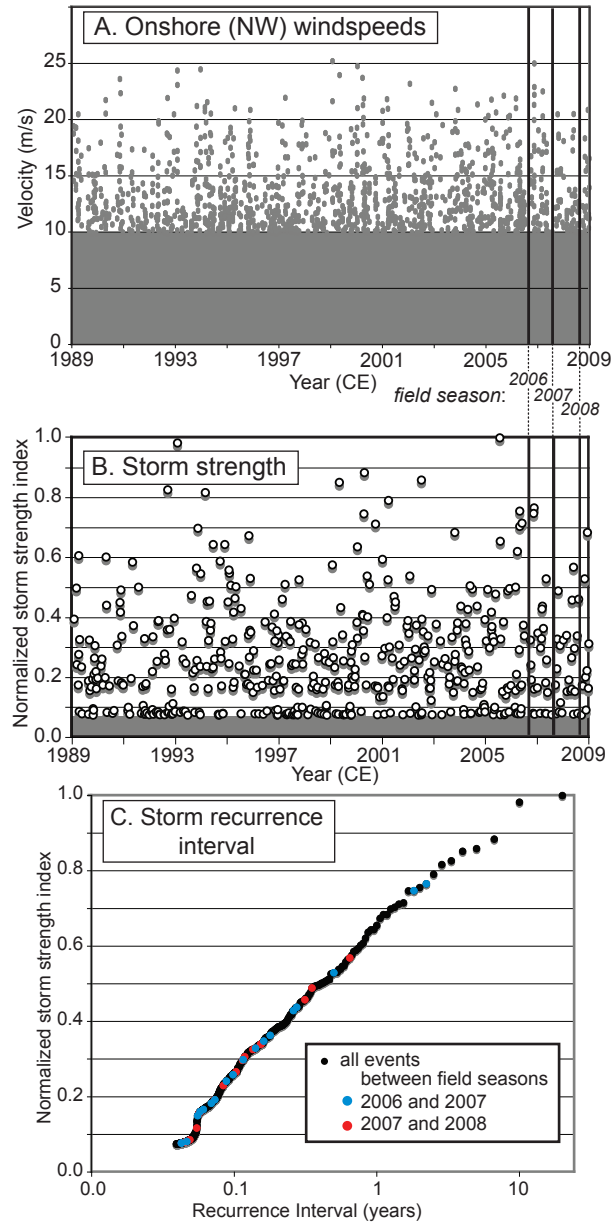 A. Onshore (NW) windspeeds
Velocity (m/s)
25
20
15
10
5
0
1989 1993 1997 2001 2005 2009
Year (CE)
field season: 2006
2007
2008
B. Storm strength
Normalized storm strength index
1.0
0.8
0.6
0.4
0.2
0.0
1989 1993 1997 2001 2005 2009
Year (CE)
C. Storm recurrence
interval
Normalized storm strength index
1.0
0.8
0.6
0.4
0.2
0.0
all events
between field seasons
2006 and 2007
2007 and 2008
0.0 0.1 1 10
Recurrence Interval (years)